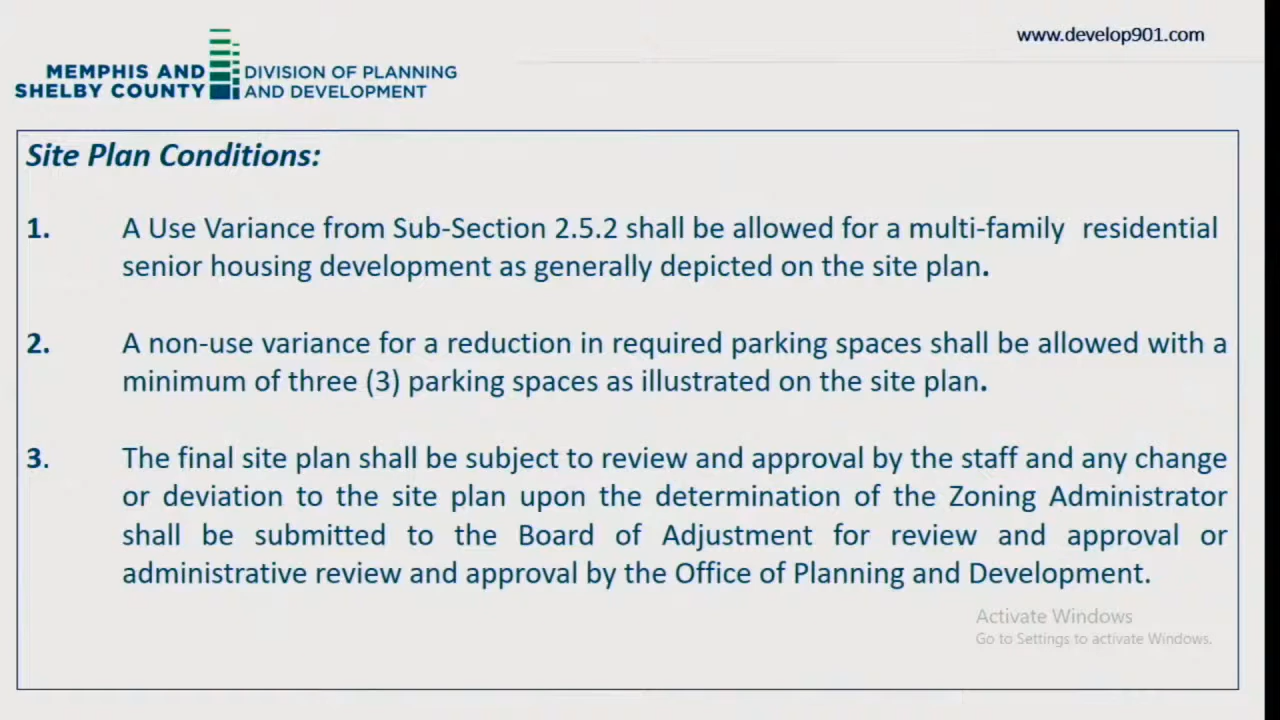 www.develop901.com
MEMPHIS AND
SHELBY COUNTY
DIVISION OF PLANNING
AND DEVELOPMENT
Site Plan Conditions:
1. A Use Variance from Sub-Section 2.5.2 shall be allowed for a multi-family residential
senior housing development as generally depicted on the site plan.
2. A non-use variance for a reduction in required parking spaces shall be allowed with a
minimum of three (3) parking spaces as illustrated on the site plan.
3. The final site plan shall be subject to review and approval by the staff and any change
or deviation to the site plan upon the determination of the Zoning Administrator
shall be submitted to the Board of Adjustment for review and approval or
administrative review and approval by the Office of Planning and Development.
Activate Windows
Go to Settings to activate Windows.